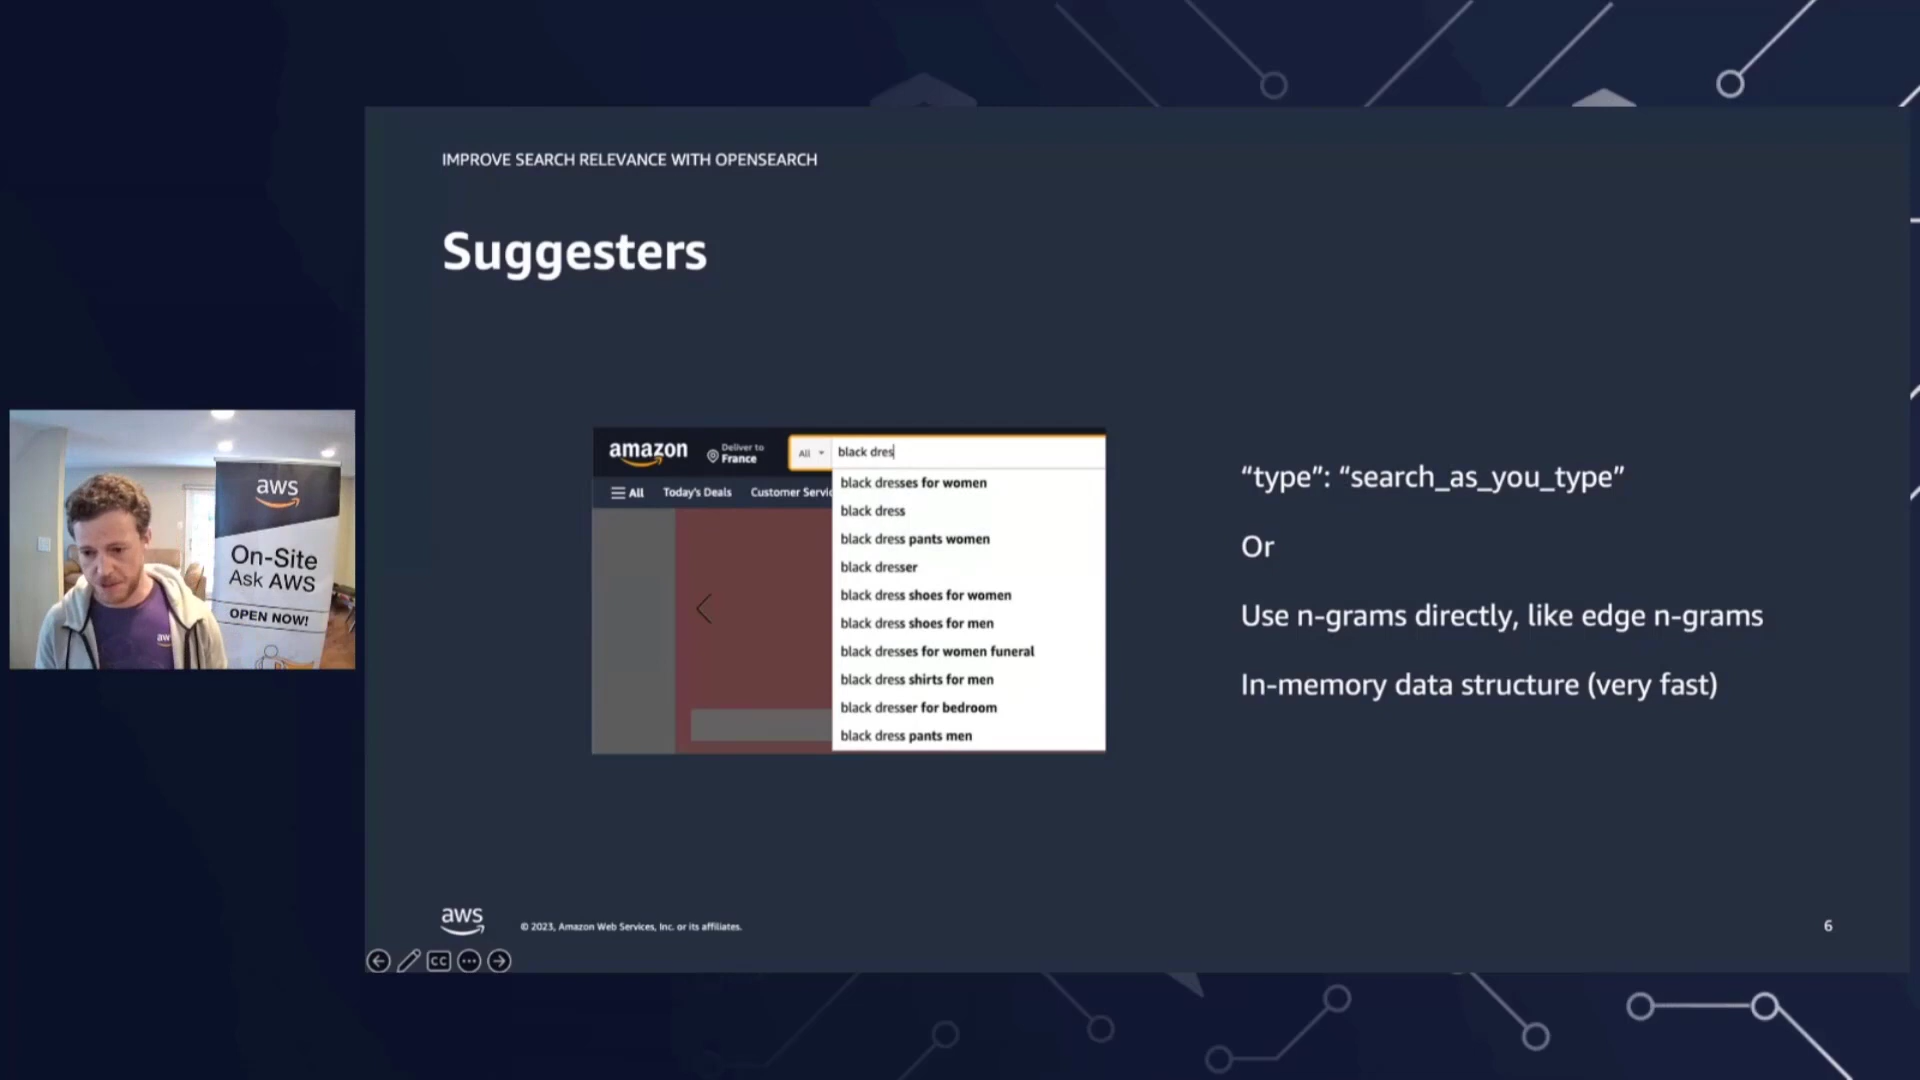 IMPROVE SEARCH RELEVANCE WITH OPENSEARCH
Suggesters
amazon
Deliver to
France
All
black dres
All
Today's Deals
Customer Servic
black dresses for women
black dress
black dress pants women
black dresser
black dress shoes for women
black dress shoes for men
black dresses for women funeral
black dress shirts for men
black dresser for bedroom
black dress pants men
“type”: “search_as_you_type”
Or
Use n-grams directly, like edge n-grams
In-memory data structure (very fast)
aws
On-Site
Ask AWS
OPEN NOW!
aw
aws
© 2023, Amazon Web Services, Inc. or its affiliates.
6
CC